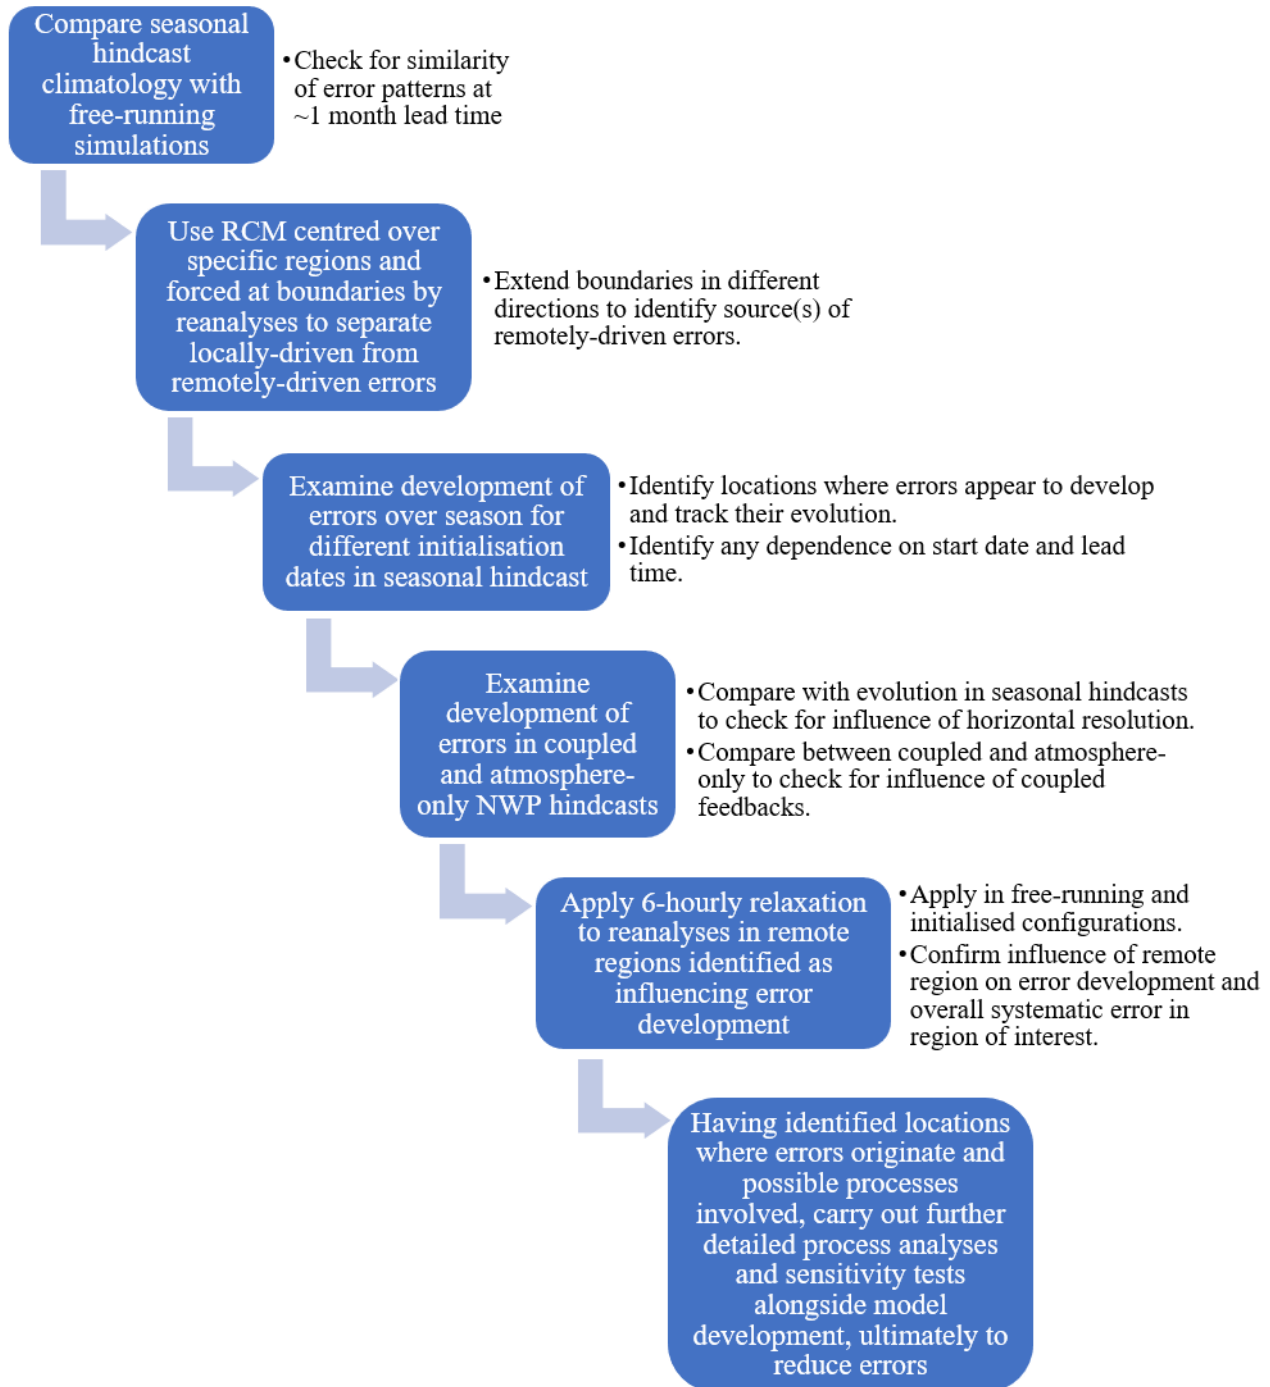 Compare seasonal
hindcast
climatology with
free-running
simulations
•Check for similarity
of error patterns at
~1 month lead time
Use RCM centred over
specific regions and
forced at boundaries by
reanalyses to separate
locally-driven from
remotely-driven errors
•Extend boundaries in different
directions to identify source(s) of
remotely-driven errors.
Examine development of
errors over season for
different initialisation
dates in seasonal hindcast
•Identify locations where errors appear to develop
and track their evolution.
•Identify any dependence on start date and lead
time.
Examine
development of
errors in coupled
and atmosphere-
only NWP hindcasts
•Compare with evolution in seasonal hindcasts
to check for influence of horizontal resolution.
•Compare between coupled and atmosphere-
only to check for influence of coupled
feedbacks.
Apply 6-hourly relaxation
to reanalyses in remote
regions identified as
influencing error
development
•Apply in free-running and
initialised configurations.
•Confirm influence of remote
region on error development and
overall systematic error in
region of interest.
Having identified locations
where errors originate and
possible processes
involved, carry out further
detailed process analyses
and sensitivity tests
alongside model
development, ultimately to
reduce errors